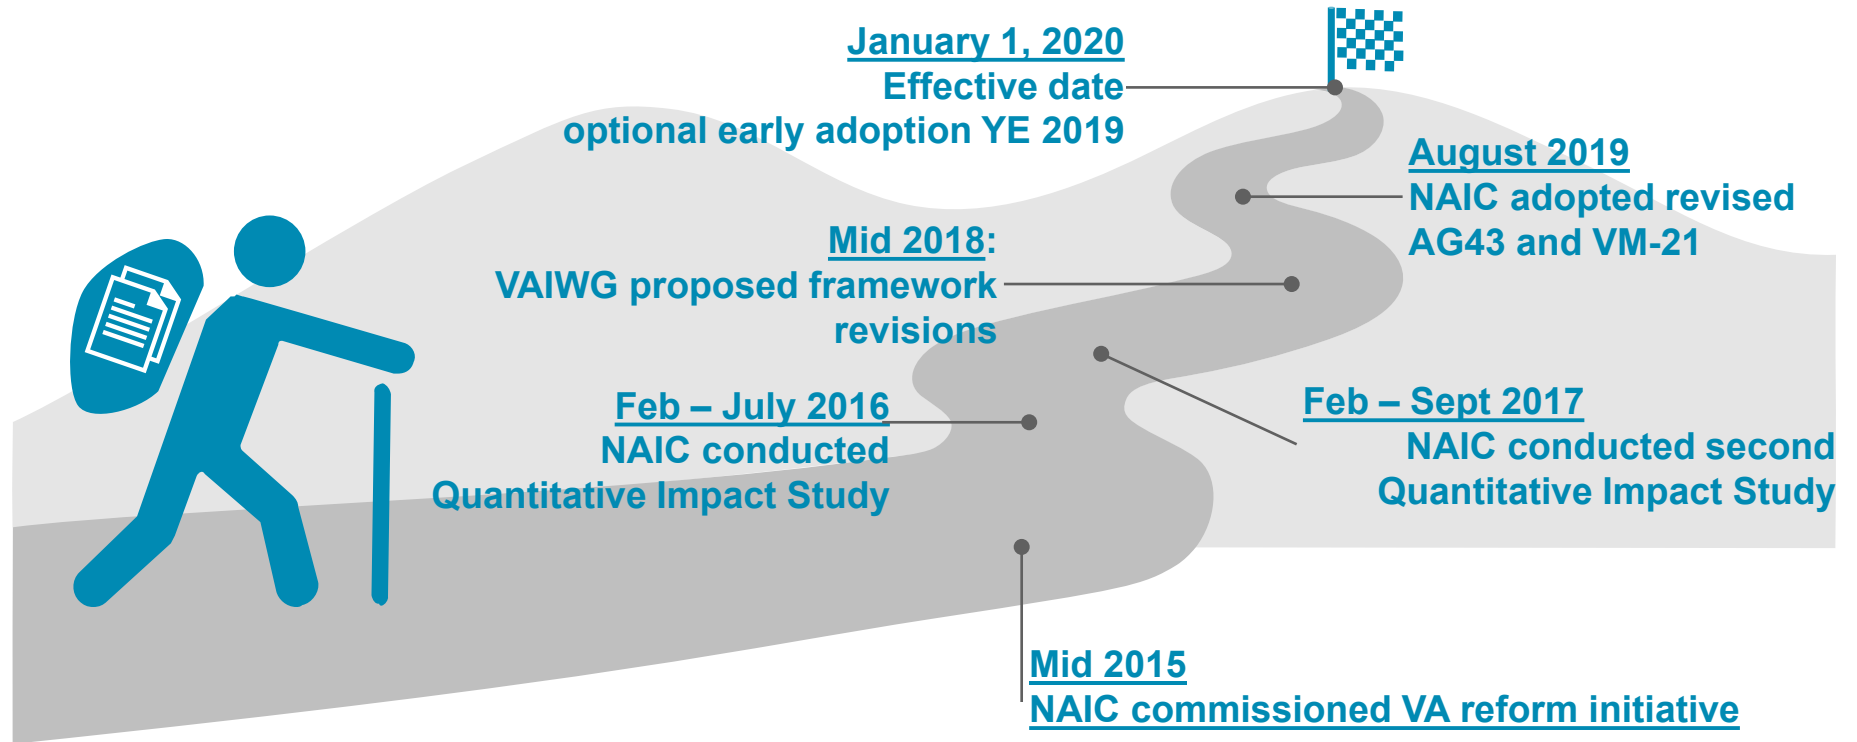 January 1, 2020
Effective date
optional early adoption YE 2019
August 2019
NAIC adopted revised
AG43 and VM-21
Mid 2018:
VAIWG proposed framework
revisions
Feb – July 2016
NAIC conducted
Quantitative Impact Study
Feb – Sept 2017
NAIC conducted second
Quantitative Impact Study
Mid 2015
NAIC commissioned VA reform initiative